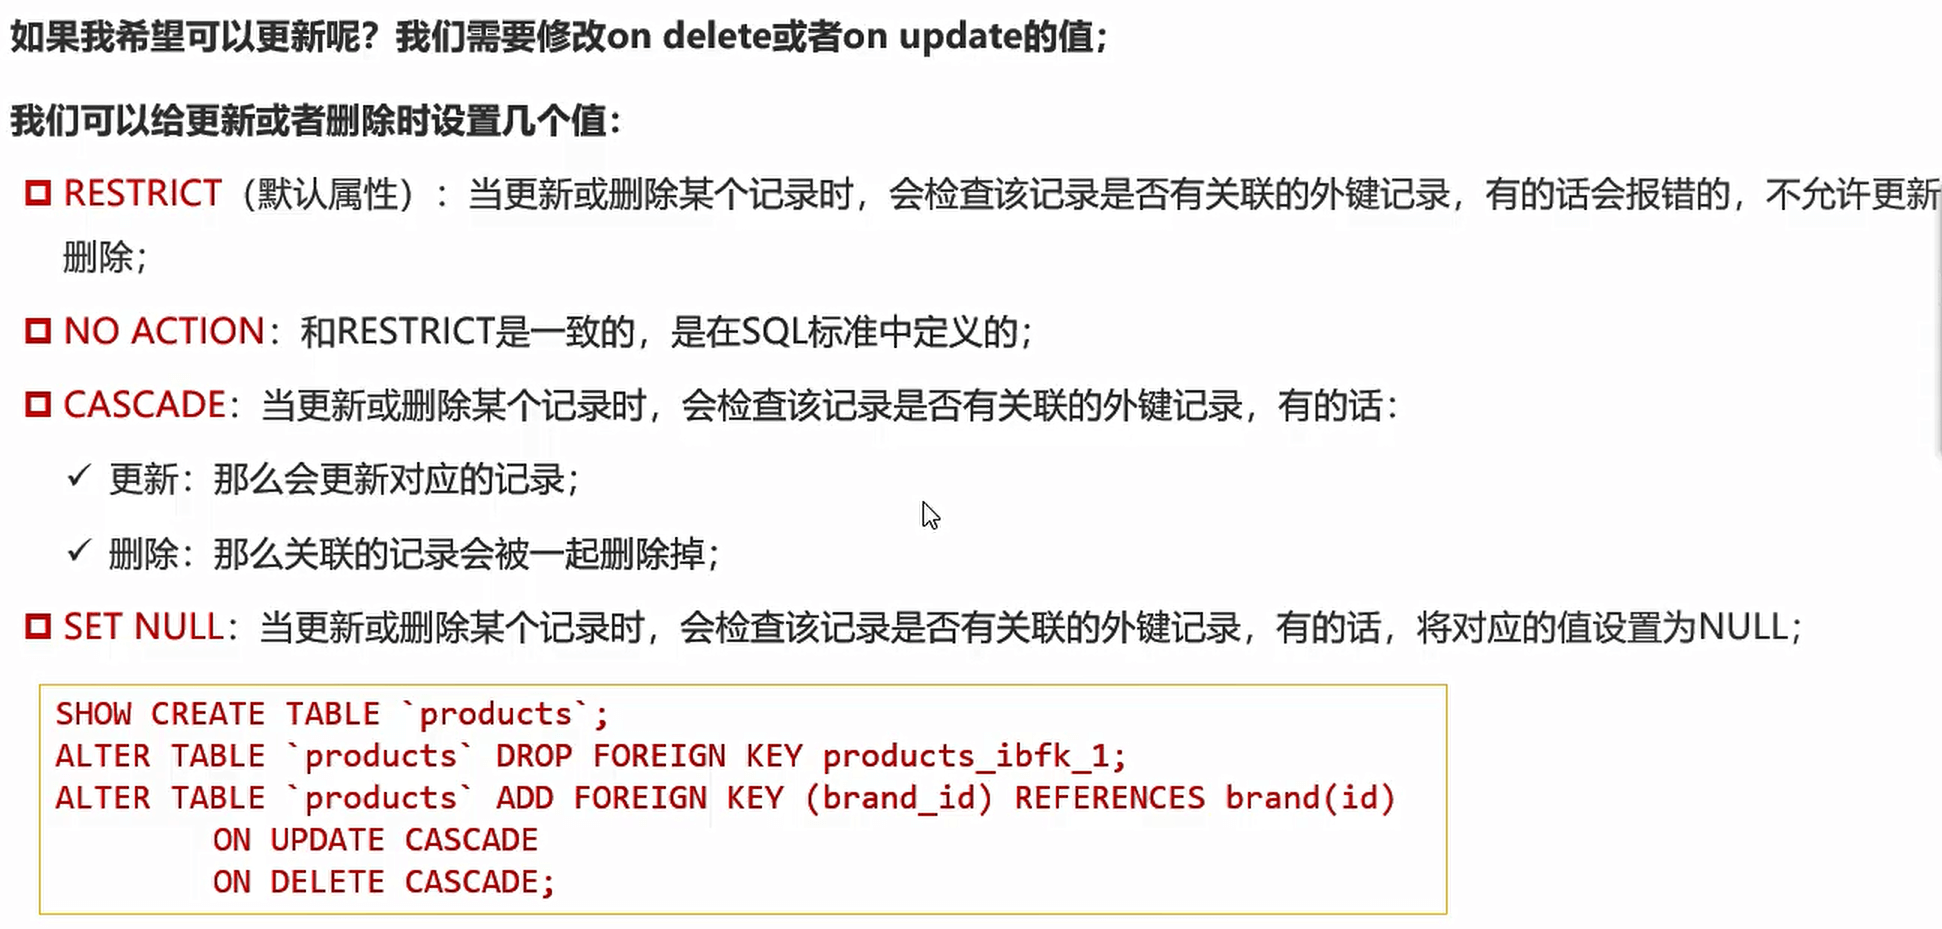 如果我希望可以更新呢？我们需要修改on delete或者on update的值；
我们可以给更新或者删除时设置几个值：
RESTRICT（默认属性）：当更新或删除某个记录时，会检查该记录是否有关联的外键记录，有的话会报错的，不允许更新
删除；
NO ACTION：和RESTRICT是一致的，是在SQL标准中定义的；
CASCADE：当更新或删除某个记录时，会检查该记录是否有关联的外键记录，有的话：
✓ 更新：那么会更新对应的记录；
✓ 删除：那么关联的记录会被一起删除掉；
SET NULL：当更新或删除某个记录时，会检查该记录是否有关联的外键记录，有的话，将对应的值设置为NULL；
SHOW CREATE TABLE `products`;
ALTER TABLE `products` DROP FOREIGN KEY products_ibfk_1;
ALTER TABLE `products` ADD FOREIGN KEY (brand_id) REFERENCES brand(id)
ON UPDATE CASCADE
ON DELETE CASCADE;